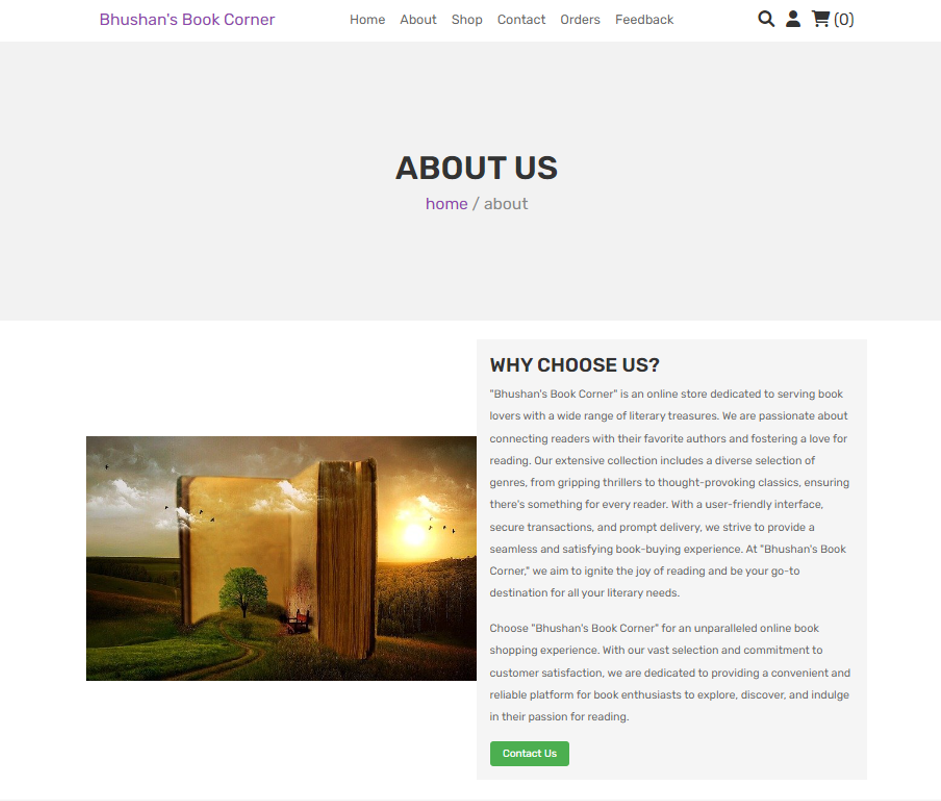 Bhushan's Book Corner
Home About Shop Contact Orders Feedback
(0)
ABOUT US
home / about
WHY CHOOSE US?
"Bhushan's Book Corner" is an online store dedicated to serving book
lovers with a wide range of literary treasures. We are passionate about
connecting readers with their favorite authors and fostering a love for
reading. Our extensive collection includes a diverse selection of
genres, from gripping thrillers to thought-provoking classics, ensuring
there's something for every reader. With a user-friendly interface,
secure transactions, and prompt delivery, we strive to provide a
seamless and satisfying book-buying experience. At "Bhushan's Book
Corner," we aim to ignite the joy of reading and be your go-to
destination for all your literary needs.
Choose "Bhushan's Book Corner" for an unparalleled online book
shopping experience. With our vast selection and commitment to
customer satisfaction, we are dedicated to providing a convenient and
reliable platform for book enthusiasts to explore, discover, and indulge
in their passion for reading.
Contact Us